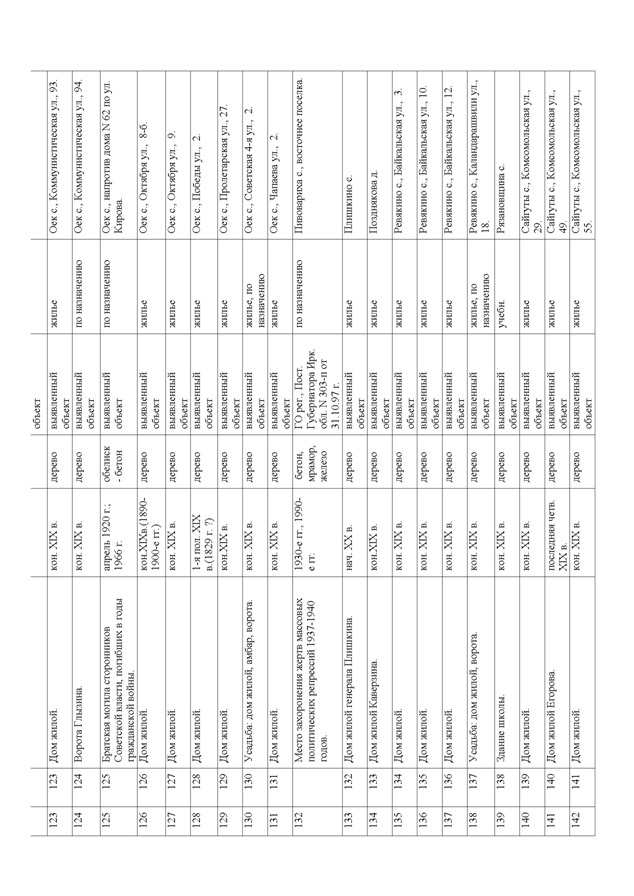 объект
123 123 Дом жилой. кон. XIX в. дерево выявленный объект жилье Оек с., Коммунистическая ул., 93.
124 124 Ворота Глызина. кон. XIX в. дерево выявленный объект по назначению Оек с., Коммунистическая ул., 94.
125 125 Братская могила сторонников Советской власти, погибших в годы гражданской войны. апрель 1920 г.; 1966 г. обелиск - бетон выявленный объект по назначению Оек с., напротив дома N 62 по ул. Кирова.
126 126 Дом жилой. кон.XIXв.(1890-1900-е гг.) дерево выявленный объект жилье Оек с., Октября ул., 8-б.
127 127 Дом жилой. кон. XIX в. дерево выявленный объект жилье Оек с., Октября ул., 9.
128 128 Дом жилой. 1-я пол. XIX в.(1829 г. ?) дерево выявленный объект жилье Оек с., Победы ул., 2.
129 129 Дом жилой. кон.XIX в. дерево выявленный объект жилье Оек с., Пролетарская ул., 27.
130 130 Усадьба: дом жилой, амбар, ворота. кон. XIX в. дерево выявленный объект жилье, по назначению Оек с., Советская 4-я ул., 2.
131 131 Дом жилой. кон. XIX в. дерево выявленный объект жилье Оек с., Чапаева ул., 2.
132 Место захоронения жертв массовых политических репрессий 1937-1940 годов. 1930-е гг., 1990-е гг. бетон, мрамор, железо ГО рег., Пост. Губернатора Ирк. обл. N 303-п от 31.10.97 г. по назначению Пивовариха с., восточнее поселка.
133 132 Дом жилой генерала Плишкина. нач. XX в. дерево выявленный объект жилье Плишкино с.
134 133 Дом жилой Каверзина. кон.XIX в. дерево выявленный объект жилье Позднякова д.
135 134 Дом жилой. кон. XIX в. дерево выявленный объект жилье Ревякино с., Байкальская ул., 3.
136 135 Дом жилой. кон. XIX в. дерево выявленный объект жилье Ревякино с., Байкальская ул., 10.
137 136 Дом жилой. кон. XIX в. дерево выявленный объект жилье Ревякино с., Байкальская ул., 12.
138 137 Усадьба: дом жилой, ворота. кон. XIX в. дерево выявленный объект жилье, по назначению Ревякино с., Каландарашвили ул., 18.
139 138 Здание школы. кон. XIX в. дерево выявленный объект учебн. Рязановщина с.
140 139 Дом жилой. кон. XIX в. дерево выявленный объект жилье Сайгуты с., Комсомольская ул., 29.
141 140 Дом жилой Егорова. последняя четв. XIX в. дерево выявленный объект жилье Сайгуты с., Комсомольская ул., 49.
142 141 Дом жилой. кон. XIX в. дерево выявленный объект жилье Сайгуты с., Комсомольская ул., 55.